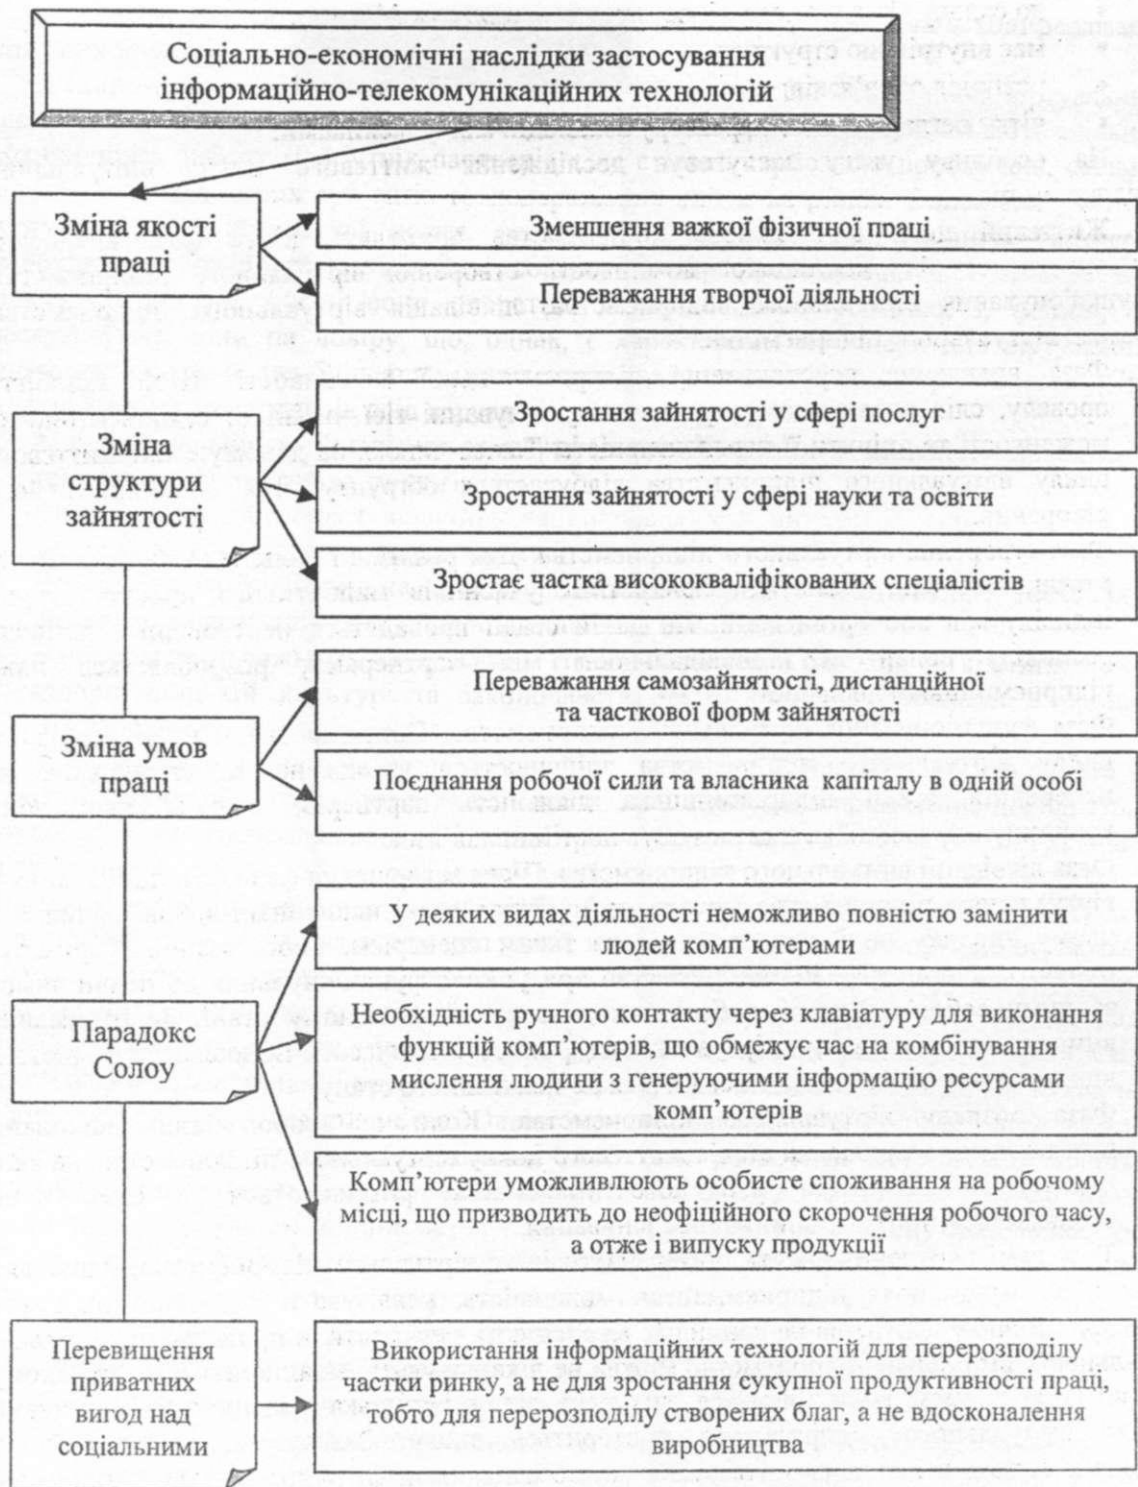 Соціально-економічні наслідки застосування
інформаційно-телекомунікаційних технологій
Зміна якості
праці
Зменшення важкої фізичної праці
Переважання творчої діяльності
Зміна
структури
зайнятості
Зростання зайнятості у сфері послуг
Зростання зайнятості у сфері науки та освіти
Зростає частка висококваліфікованих спеціалістів
Зміна умов
праці
Переважання самозайнятості, дистанційної
та часткової форм зайнятості
Поєднання робочої сили та власника капіталу в одній особі
Парадокс
Солоу
У деяких видах діяльності неможливо повністю замінити
людей комп’ютерами
Необхідність ручного контакту через клавіатуру для виконання
функцій комп’ютерів, що обмежує час на комбінування
мислення людини з генеруючими інформацію ресурсами
комп’ютерів
Комп’ютери уможливлюють особисте споживання на робочому
місці, що призводить до неофіційного скорочення робочого часу,
а отже і випуску продукції
Перевищення
приватних
вигод над
соціальними
Використання інформаційних технологій для перерозподілу
частки ринку, а не для зростання сукупної продуктивності праці,
тобто для перерозподілу створених благ, а не вдосконалення
виробництва